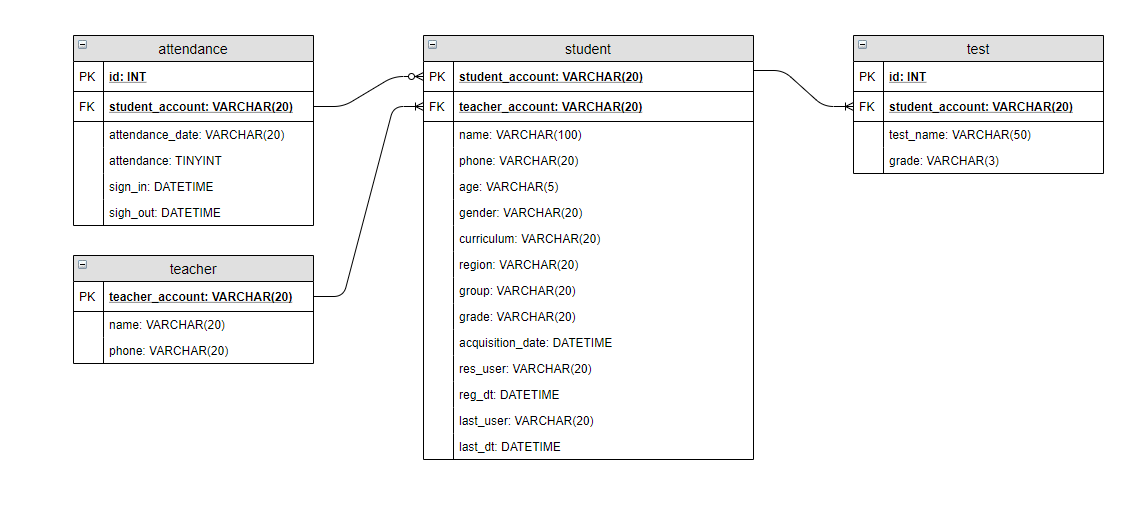 attendance
PK id: INT
FK student_account: VARCHAR(20)
attendance_date: VARCHAR(20)
attendance: TINYINT
sign_in: DATETIME
sigh_out: DATETIME
teacher
PK teacher_account: VARCHAR(20)
name: VARCHAR(20)
phone: VARCHAR(20)
student
PK student_account: VARCHAR(20)
FK teacher_account: VARCHAR(20)
name: VARCHAR(100)
phone: VARCHAR(20)
age: VARCHAR(5)
gender: VARCHAR(20)
curriculum: VARCHAR(20)
region: VARCHAR(20)
group: VARCHAR(20)
grade: VARCHAR(20)
acquisition_date: DATETIME
res_user: VARCHAR(20)
reg_dt: DATETIME
last_user: VARCHAR(20)
last_dt: DATETIME
test
PK id: INT
FK student_account: VARCHAR(20)
test_name: VARCHAR(50)
grade: VARCHAR(3)